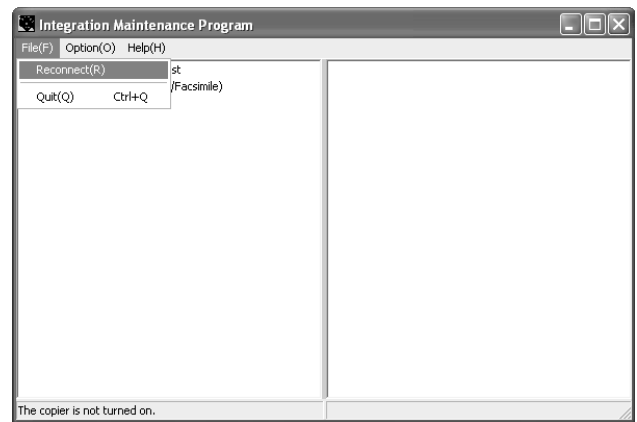 Integration Maintenance Program
File(F) Option(O) Help(H)
Reconnect(R)
st
Quit(Q) Ctrl+Q
/Facsimile)
The copier is not turned on.